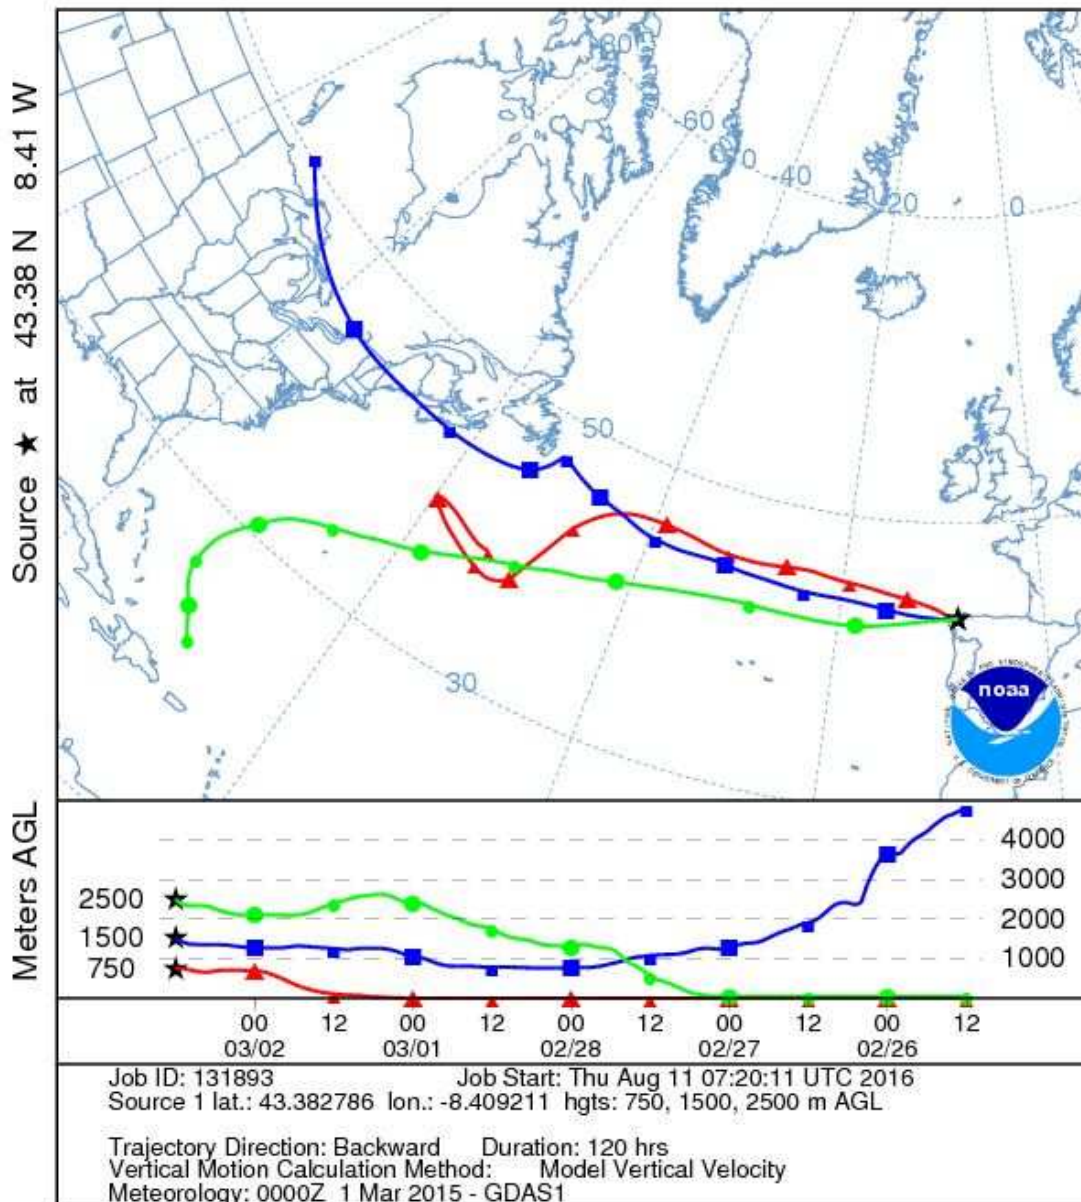 Source ★ at 43.38 N 8.41 W
60
-60
0
-40
-20
0
50
30
noaa
Meters AGL
4000
3000
2500
2000
1500
1000
750
00 12 00 12 00 12 00 12 00 12
03/02 03/01 02/28 02/27 02/26
Job ID: 131893 Job Start: Thu Aug 11 07:20:11 UTC 2016
Source 1 lat.: 43.382786 lon.: -8.409211 hgts: 750, 1500, 2500 m AGL
Trajectory Direction: Backward Duration: 120 hrs
Vertical Motion Calculation Method: Model Vertical Velocity
Meteorology: 0000Z 1 Mar 2015 - GDAS1